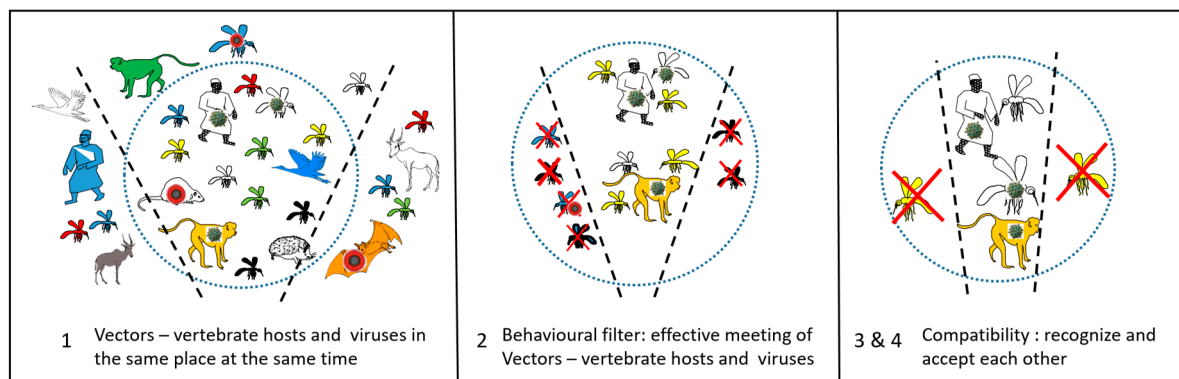 1 Vectors – vertebrate hosts and viruses in
the same place at the same time
2 Behavioural filter: effective meeting of
Vectors – vertebrate hosts and viruses
3 & 4 Compatibility : recognize and
accept each other